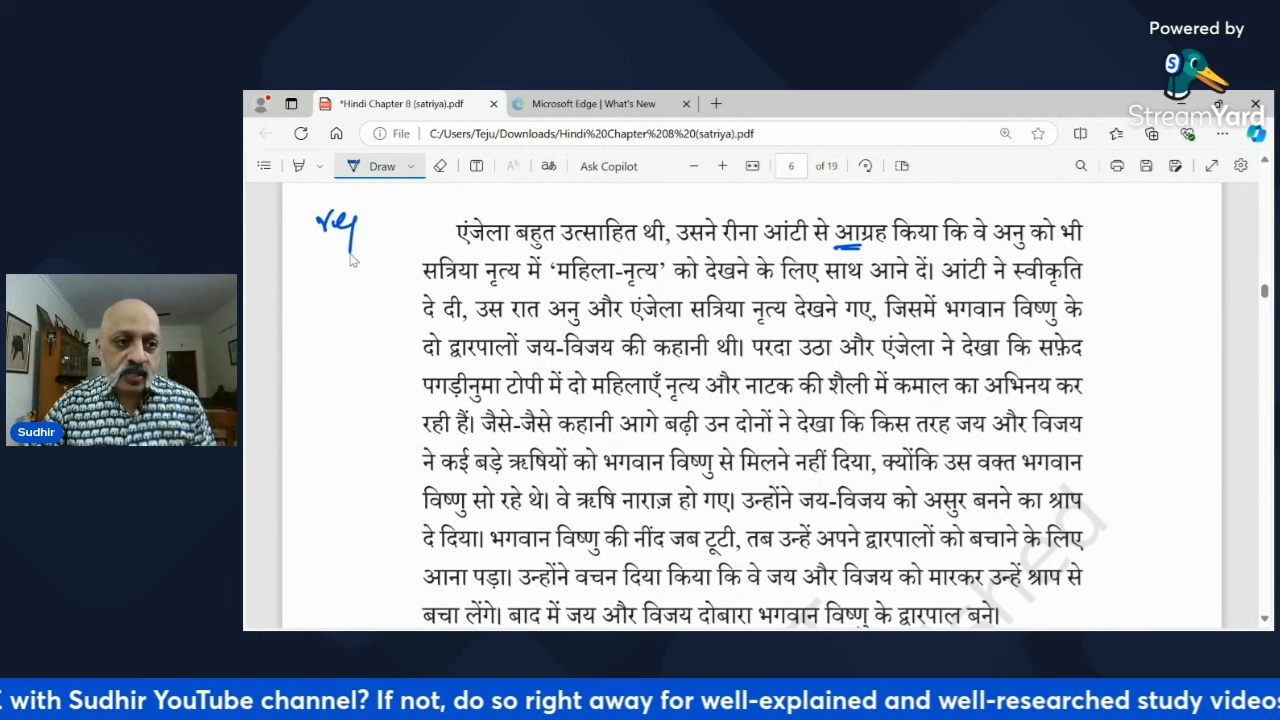 Powered by
S
StreamYard
*Hindi Chapter 8 (satriya).pdf
Microsoft Edge | What's New
File
C:/Users/Teju/Downloads/Hindi%20Chapter%208%20(satriya).pdf
Draw
Ask Copilot
6
of 19
एंजेला बहुत उत्साहित थी, उसने रीना आंटी से आग्रह किया कि वे अनु को भी
सत्रिया नृत्य में ‘महिला-नृत्य’ को देखने के लिए साथ आने दें। आंटी ने स्वीकृति
दे दी, उस रात अनु और एंजेला सत्रिया नृत्य देखने गए, जिसमें भगवान विष्णु के
दो द्वारपालों जय-विजय की कहानी थी। परदा उठा और एंजेला ने देखा कि सफ़ेद
पगड़ीनुमा टोपी में दो महिलाएँ नृत्य और नाटक की शैली में कमाल का अभिनय कर
रही हैं। जैसे-जैसे कहानी आगे बढ़ी उन दोनों ने देखा कि किस तरह जय और विजय
ने कई बड़े ऋषियों को भगवान विष्णु से मिलने नहीं दिया, क्योंकि उस वक्त भगवान
विष्णु सो रहे थे। वे ऋषि नाराज़ हो गए। उन्होंने जय-विजय को असुर बनने का श्राप
दे दिया। भगवान विष्णु की नींद जब टूटी, तब उन्हें अपने द्वारपालों को बचाने के लिए
आना पड़ा। उन्होंने वचन दिया किया कि वे जय और विजय को मारकर उन्हें श्राप से
बचा लेंगे। बाद में जय और विजय दोबारा भगवान विष्णु के द्वारपाल बने।
Sudhir
with Sudhir YouTube channel? If not, do so right away for well-explained and well-researched study videos